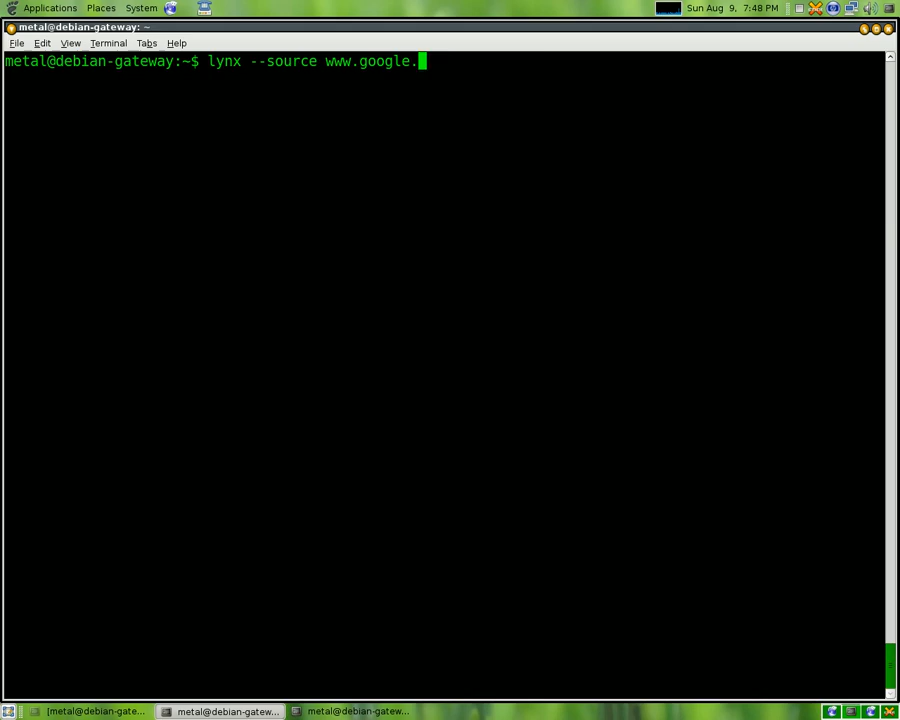 Applications Places System Sun Aug 9, 7:48 PM
metal@debian-gateway: ~
File Edit View Terminal Tabs Help
metal@debian-gateway:~$ lynx --source www.google.
[metal@debian-gate... metal@debian-gatew... metal@debian-gatew...